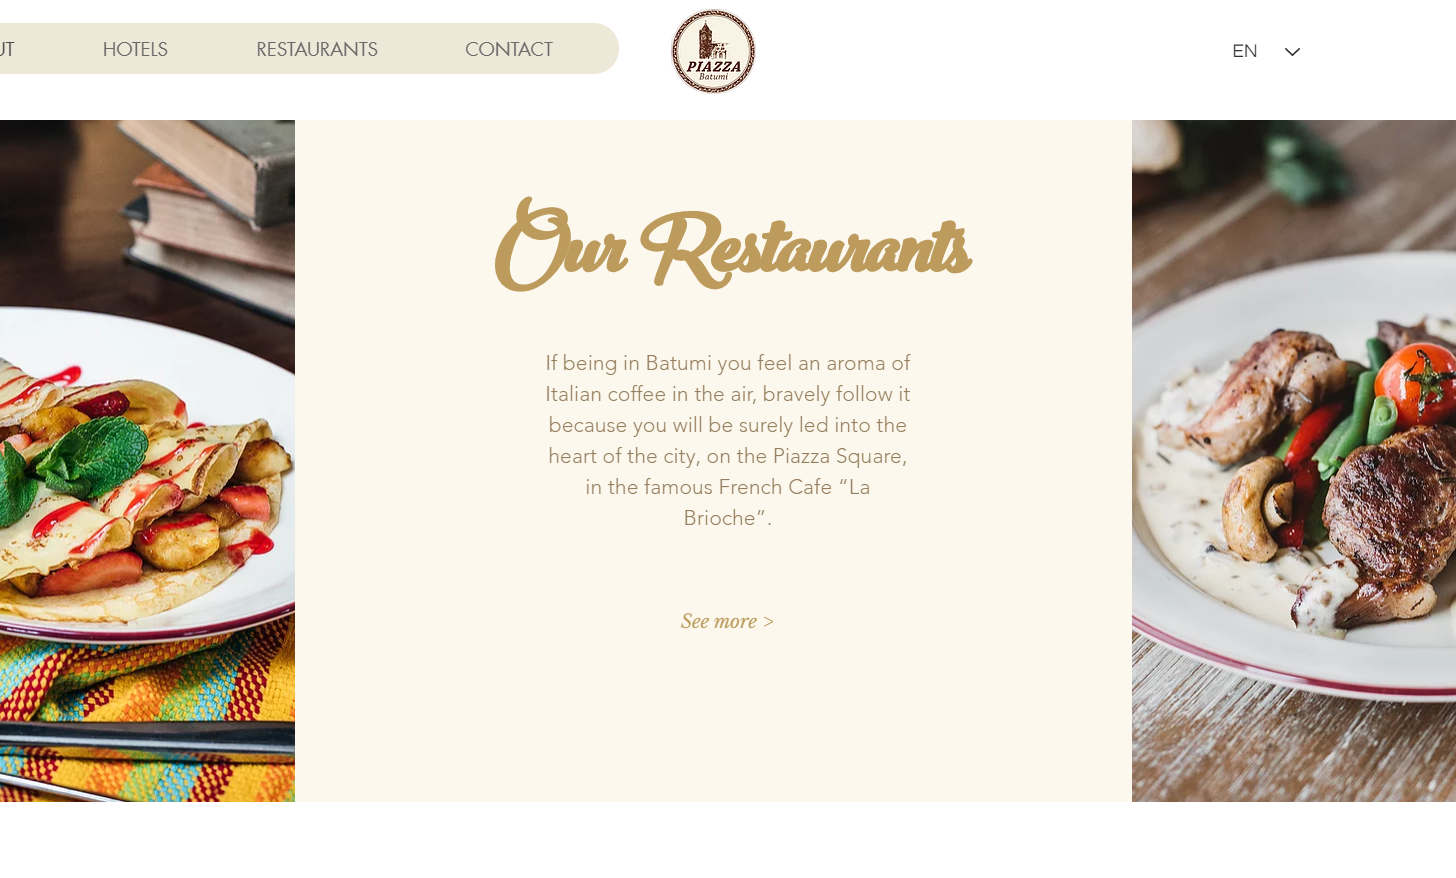 UT HOTELS RESTAURANTS CONTACT
PIAZZA
Batumi
EN
Our Restaurants
If being in Batumi you feel an aroma of
Italian coffee in the air, bravely follow it
because you will be surely led into the
heart of the city, on the Piazza Square,
in the famous French Cafe “La
Brioche”.
See more >